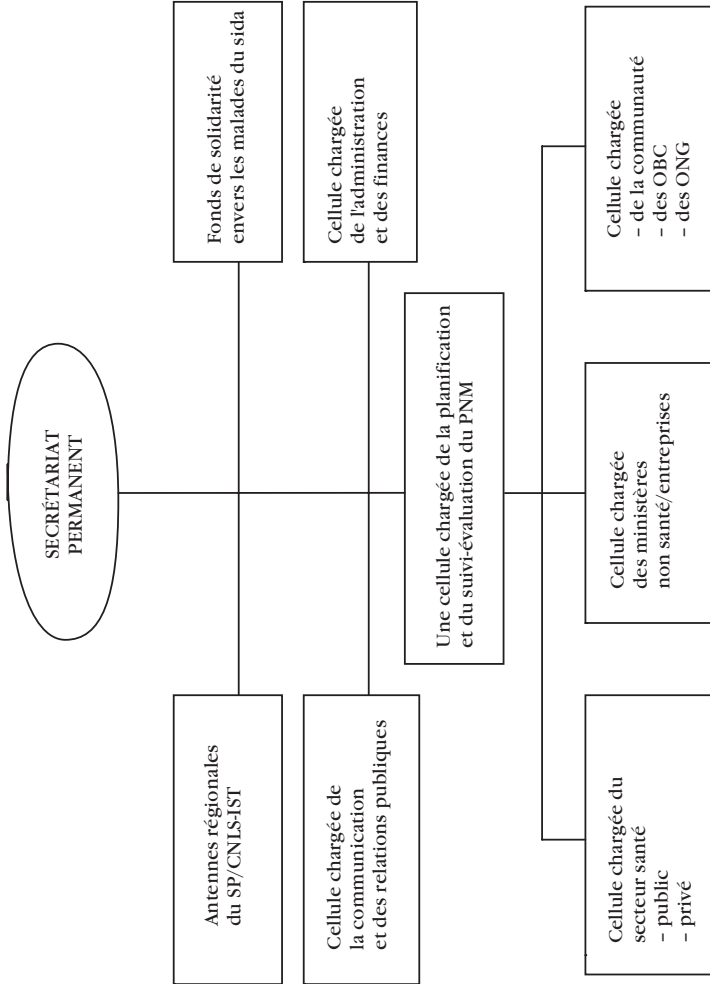 SECRÉTARIAT
PERMANENT
Antennes régionales
du SP/CNLS-IST
Fonds de solidarité
envers les malades du sida
Cellule chargée de
la communication
et des relations publiques
Cellule chargée
de l'administration
et des finances
Une cellule chargée de la planification
et du suivi-évaluation du PNM
Cellule chargée du
secteur santé
- public
- privé
Cellule chargée
des ministères
non santé/entreprises
Cellule chargée
- de la communauté
- des OBC
- des ONG